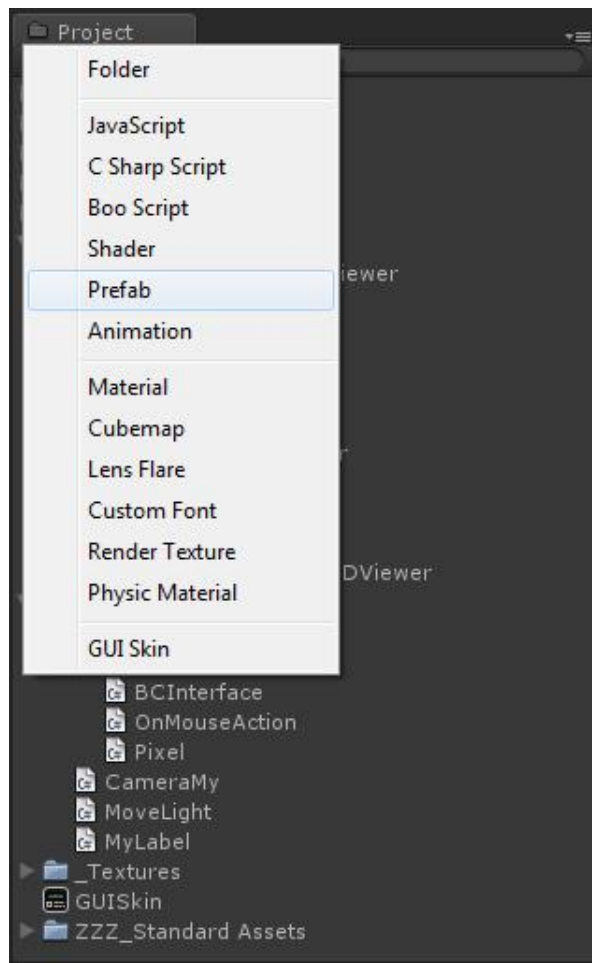 Project
Folder
JavaScript
C Sharp Script
Boo Script
Shader
iewer
Prefab
Animation
Material
Cubemap
r
Lens Flare
Custom Font
Render Texture
DViewer
Physic Material
GUI Skin
BCInterface
OnMouseAction
Pixel
CameraMy
MoveLight
MyLabel
_Textures
GUISkin
ZZZ_Standard Assets